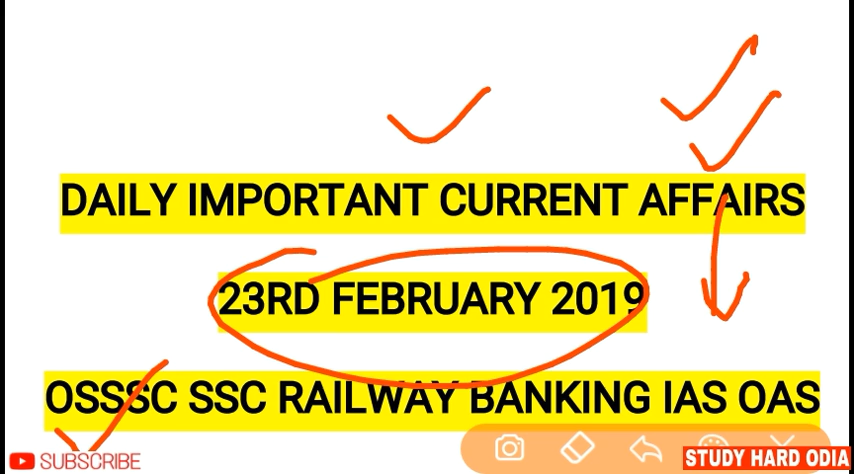 DAILY IMPORTANT CURRENT AFFAIRS
23RD FEBRUARY 2019
OSSSC SSC RAILWAY BANKING IAS OAS
SUBSCRIBE
STUDY HARD ODIA